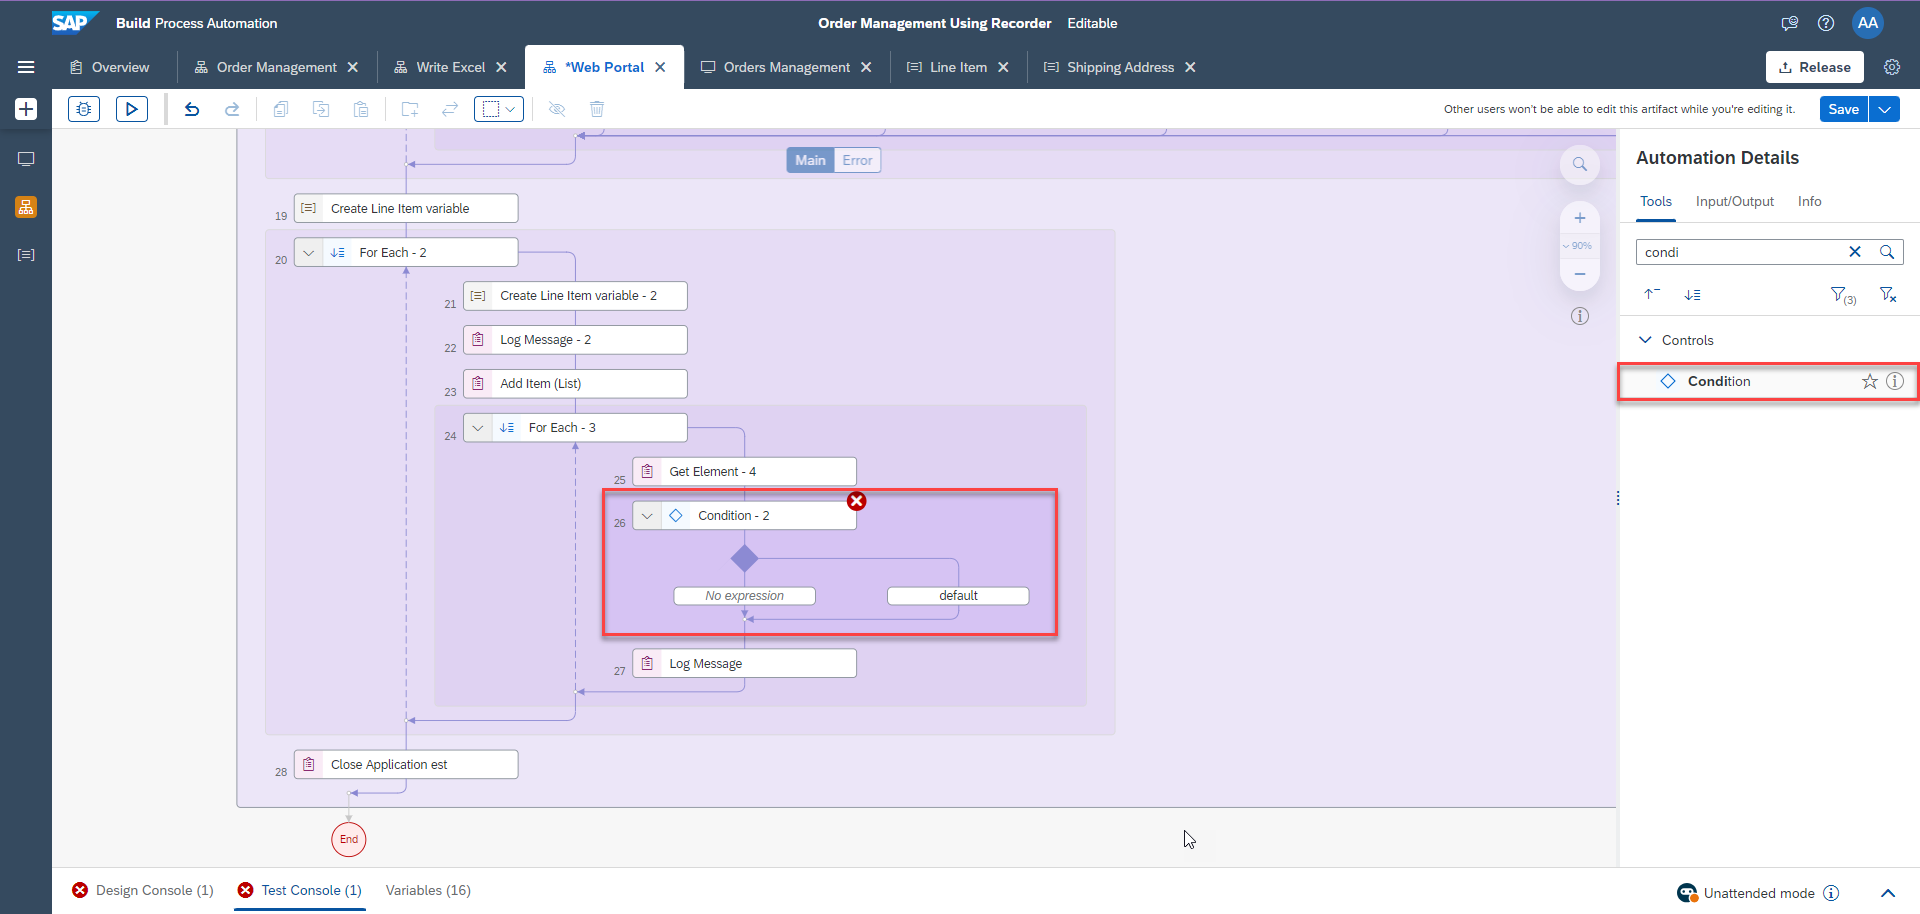 SAP Build Process Automation
Order Management Using Recorder Editable
AA
Overview
Order Management
Write Excel
*Web Portal
Orders Management
Line Item
Shipping Address
Release
Other users won't be able to edit this artifact while you're editing it.
Save
Main Error
90%
19 Create Line Item variable
20 For Each - 2
21 Create Line Item variable - 2
22 Log Message - 2
23 Add Item (List)
24 For Each - 3
25 Get Element - 4
26 Condition - 2
No expression
default
27 Log Message
28 Close Application est
End
Automation Details
Tools Input/Output Info
condi
(3)
Controls
Condition
Design Console (1)
Test Console (1)
Variables (16)
Unattended mode